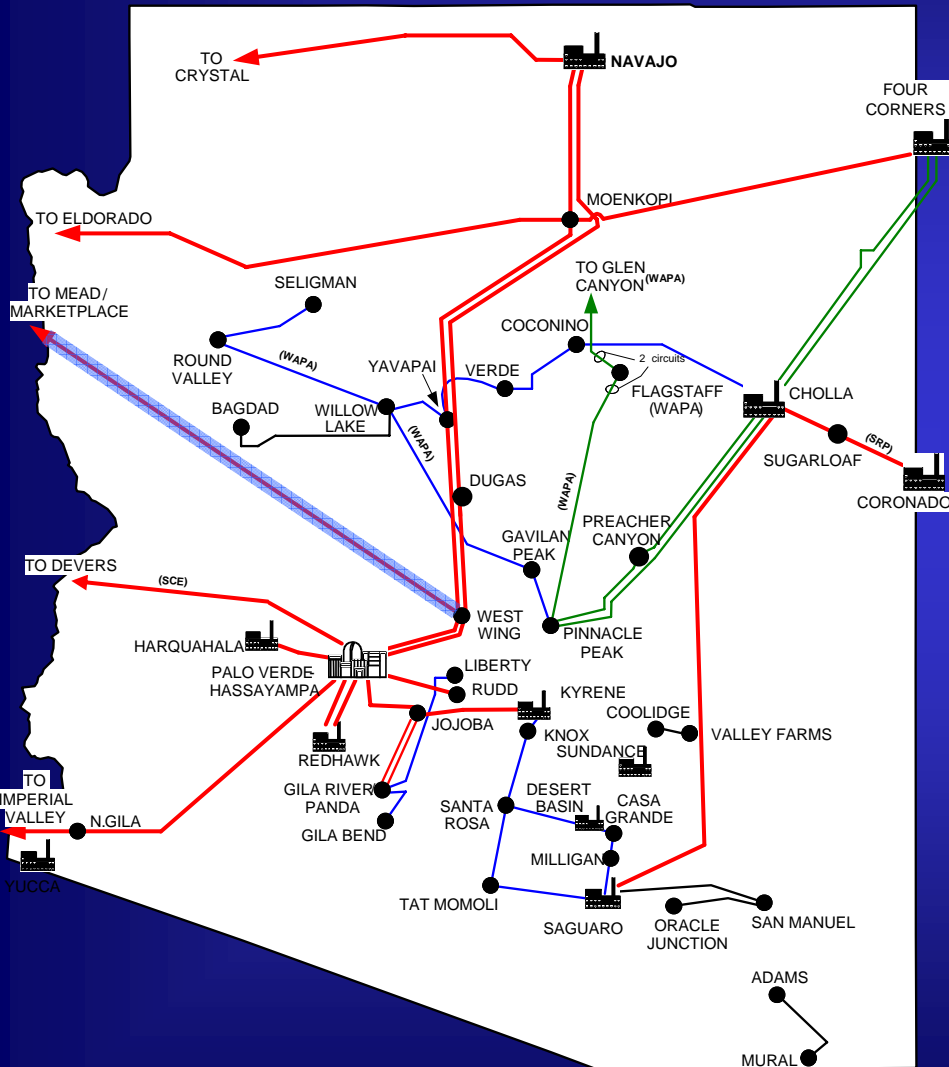 TO
CRYSTAL
NAVAJO
FOUR
CORNERS
MOENKOPI
TO ELDORADO
TO GLEN
CANYON (WAPA)
SELIGMAN
TO MEAD/
MARKETPLACE
COCONINO
2 circuits
(WAPA)
ROUND
VALLEY
YAVAPAI
VERDE
FLAGSTAFF
(WAPA)
CHOLLA
BAGDAD
WILLOW
LAKE
(WAPA)
(SRP)
SUGARLOAF
DUGAS
(WAPA)
CORONADO
PREACHER
CANYON
GAVILAN
PEAK
TO DEVERS
(SCE)
WEST
WING
PINNACLE
PEAK
HARQUAHALA
PALO VERDE-
HASSAYAMPA
LIBERTY
RUDD
KYRENE
COOLIDGE
JOJOBA
KNOX
VALLEY FARMS
SUNDANCE
REDHAWK
TO
IMPERIAL
VALLEY
GILA RIVER/
PANDA
DESERT
BASIN
CASA
GRANDE
SANTA
ROSA
N.GILA
GILA BEND
MILLIGAN
YUCCA
TAT MOMOLI
SAGUARO
ORACLE
JUNCTION
SAN MANUEL
ADAMS
MURAL